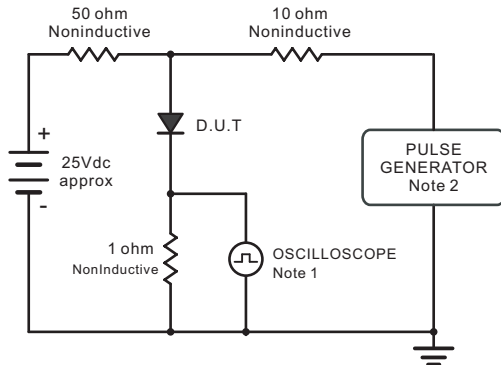 50 ohm
Noninductive
10 ohm
Noninductive
D.U.T
+
25Vdc
approx
-
PULSE
GENERATOR
Note 2
1 ohm
NonInductive
OSCILLOSCOPE
Note 1